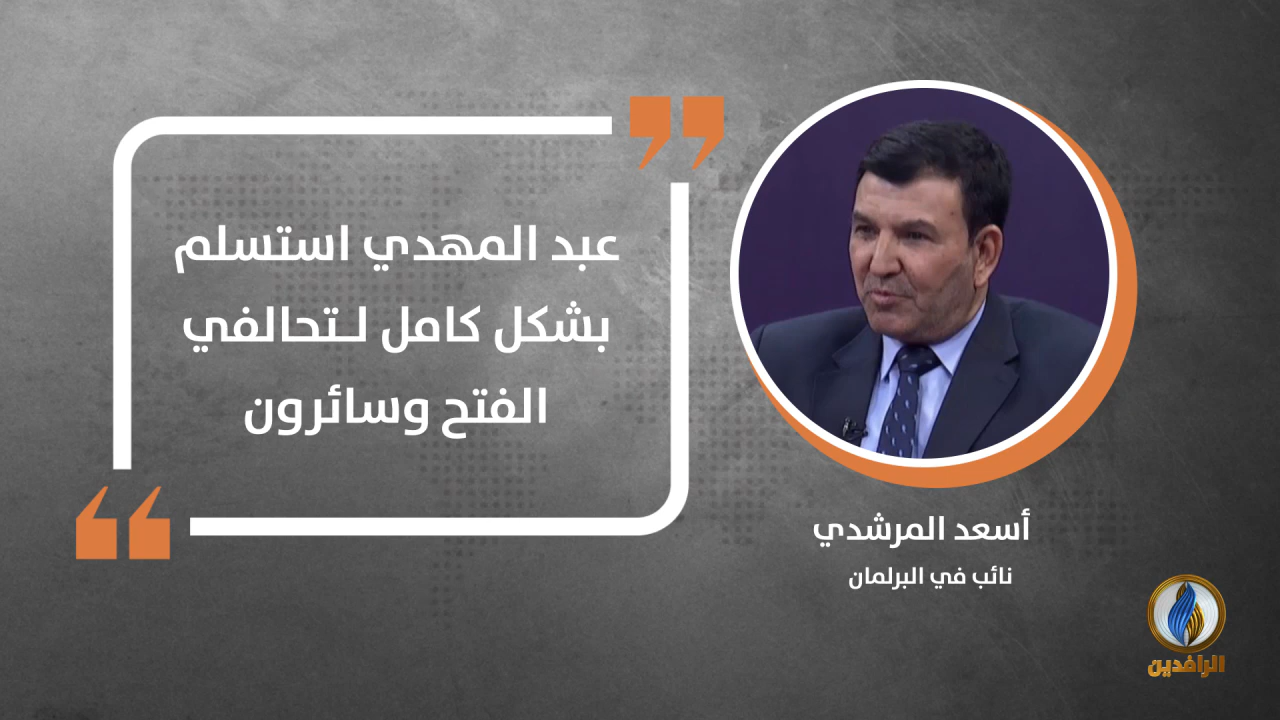 عبد المهدي استسلم
بشكل كامل لـتحالفي
الفتح وسائرون
أسعد المرشدي
نائب في البرلمان
الرافدين